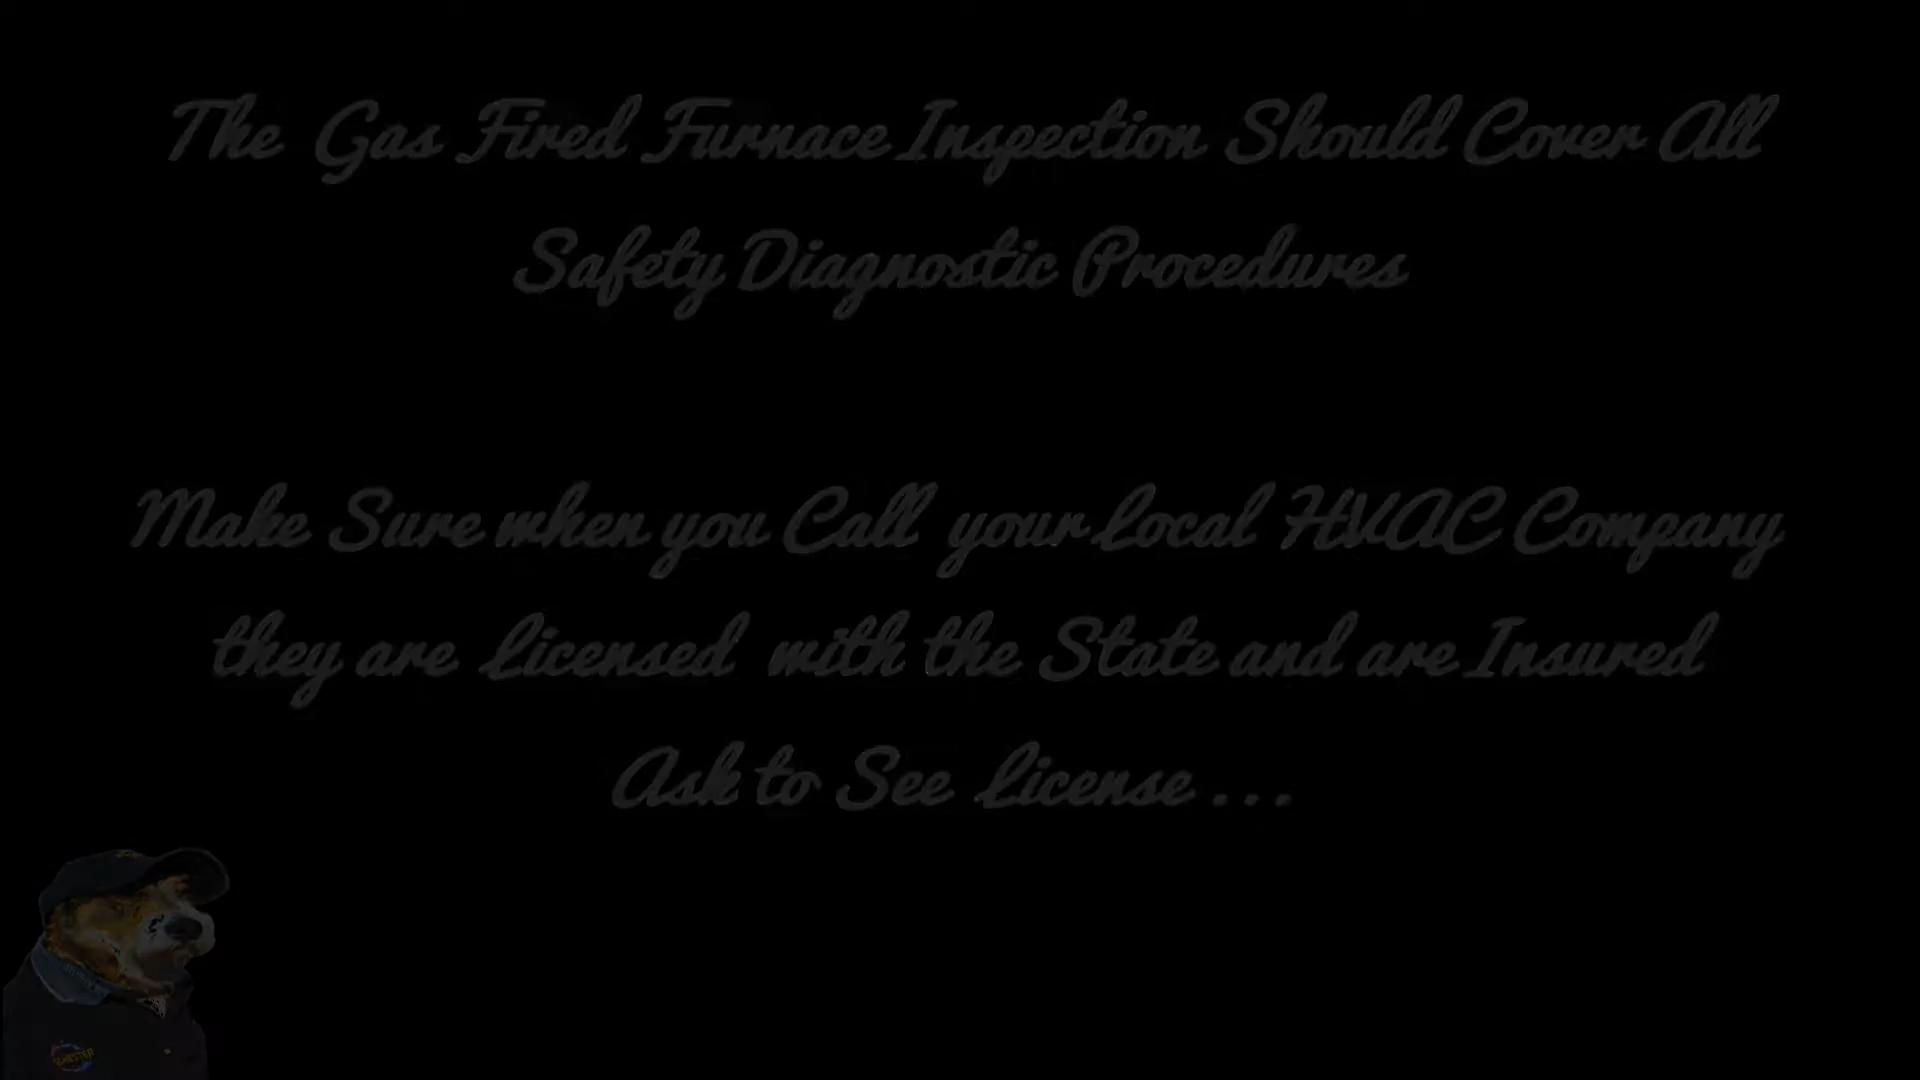 The Gas Fired Furnace Inspection Should Cover All
Safety Diagnostic Procedures
Make Sure when you Call your Local HVAC Company
they are Licensed with the State and are Insured
Ask to See License . . .